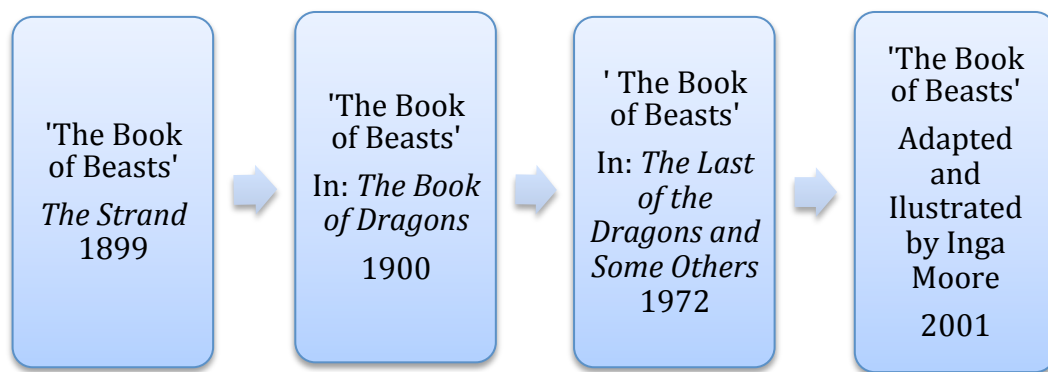 'The Book
of Beasts'
The Strand
1899
'The Book
of Beasts'
In: The Book
of Dragons
1900
' The Book
of Beasts'
In: The Last
of the
Dragons and
Some Others
1972
'The Book
of Beasts'
Adapted
and
Ilustrated
by Inga
Moore
2001